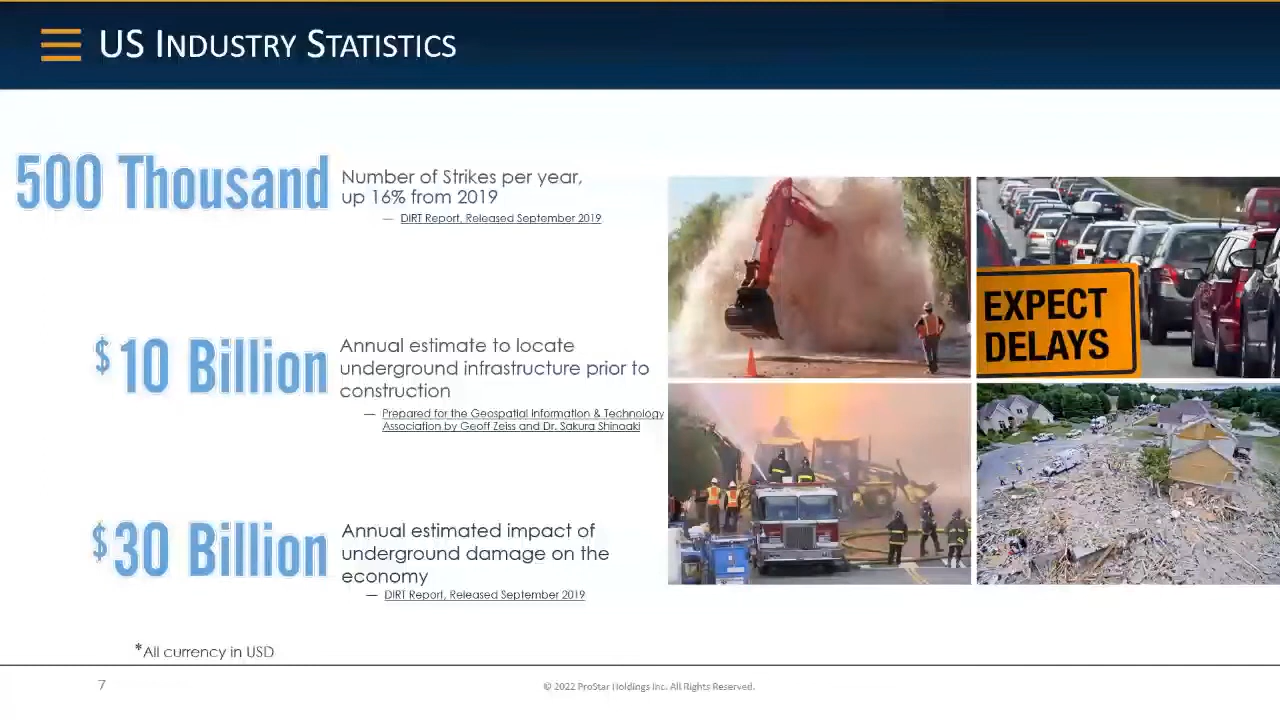 US INDUSTRY STATISTICS
500 Thousand
Number of Strikes per year,
up 16% from 2019
— DIRT Report, Released September 2019
$10 Billion
Annual estimate to locate
underground infrastructure prior to
construction
— Prepared for the Geospatial Information & Technology
Association by Geoff Zeiss and Dr. Sakura Shinoaki
$30 Billion
Annual estimated impact of
underground damage on the
economy
— DIRT Report, Released September 2019
EXPECT
DELAYS
*All currency in USD
7
© 2022 ProStar Holdings Inc. All Rights Reserved.